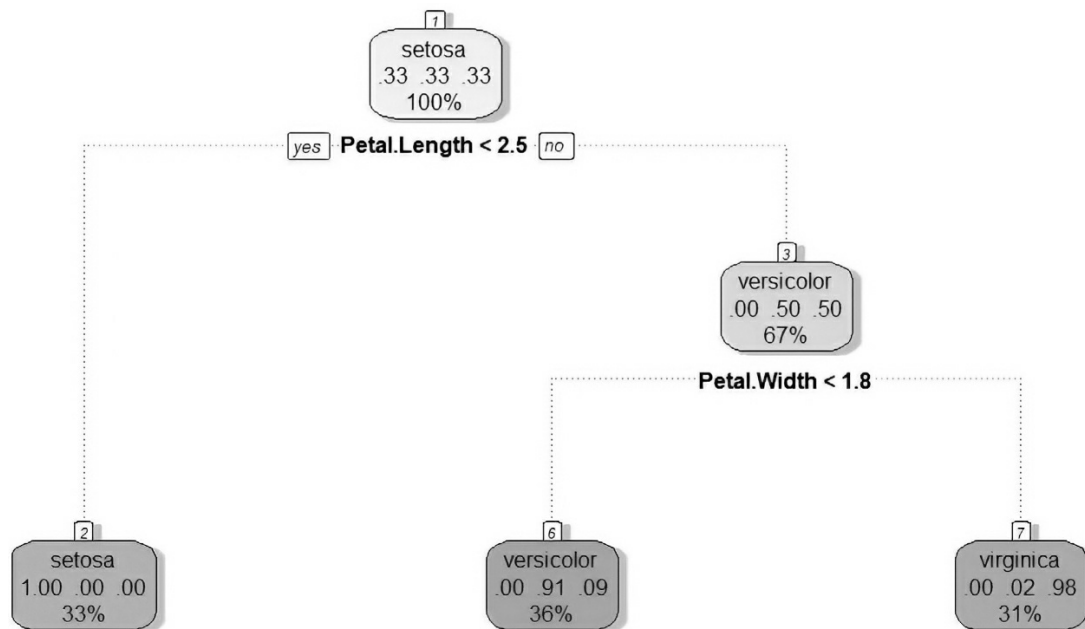 1
setosa
.33 .33 .33
100%
yes Petal.Length < 2.5 no
3
versicolor
.00 .50 .50
67%
Petal.Width < 1.8
2
setosa
1.00 .00 .00
33%
6
versicolor
.00 .91 .09
36%
7
virginica
.00 .02 .98
31%